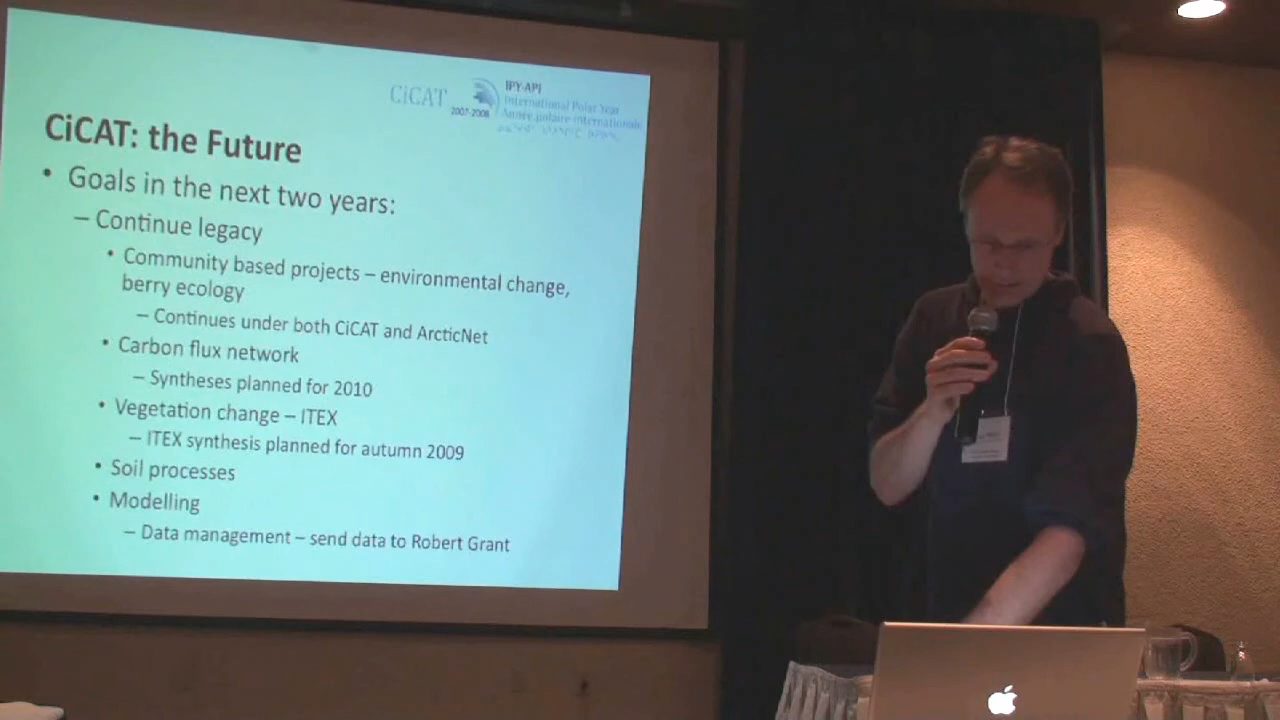 CiCAT
2007-2008
IPY-API
International Polar Year
Année polaire internationale
CiCAT: the Future
• Goals in the next two years:
– Continue legacy
• Community based projects – environmental change,
berry ecology
– Continues under both CiCAT and ArcticNet
• Carbon flux network
– Syntheses planned for 2010
• Vegetation change – ITEX
– ITEX synthesis planned for autumn 2009
• Soil processes
• Modelling
– Data management – send data to Robert Grant